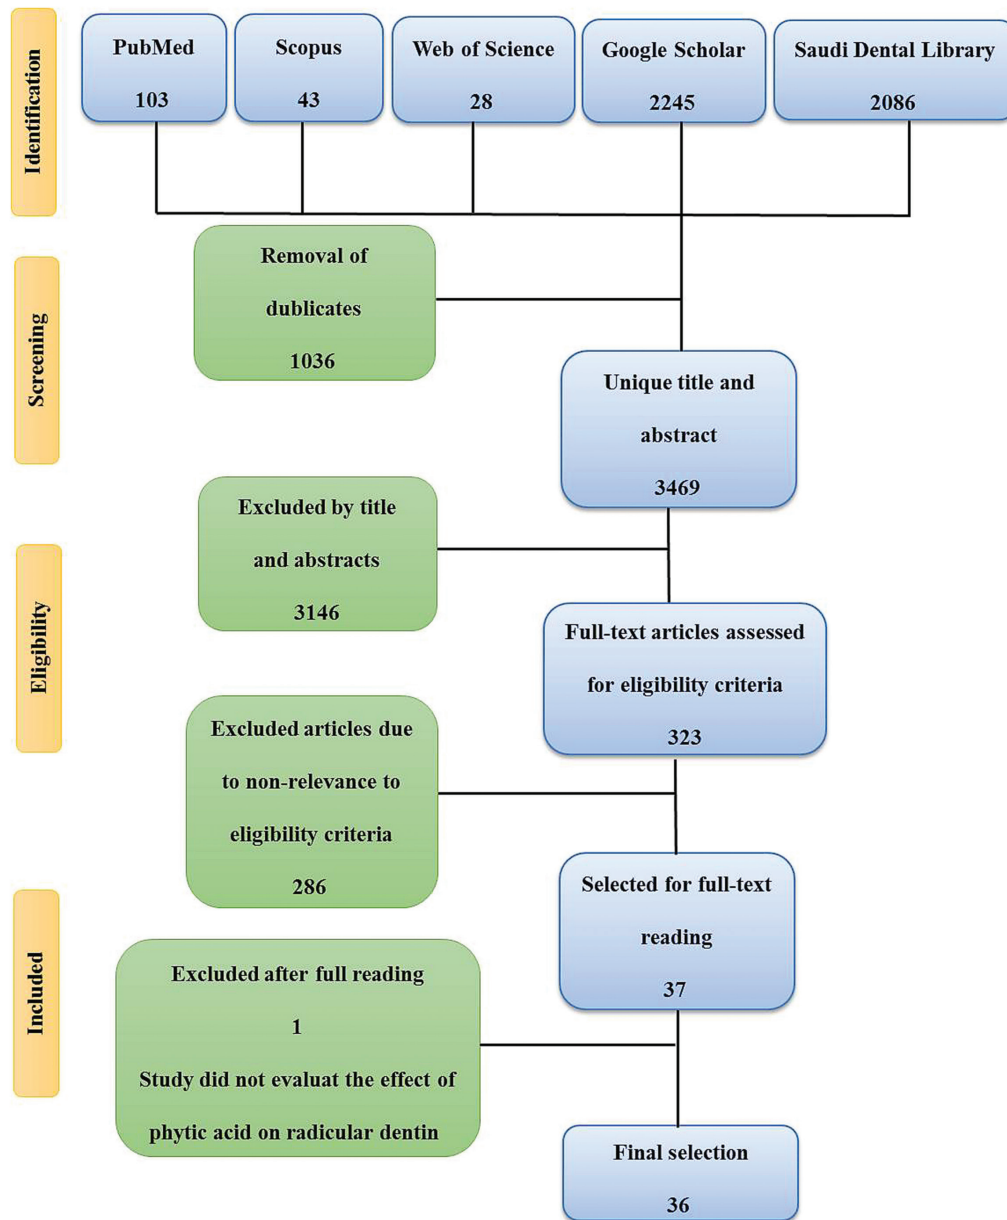 Identification
PubMed
103
Scopus
43
Web of Science
28
Google Scholar
2245
Saudi Dental Library
2086
Screening
Removal of
dublicates
1036
Unique title and
abstract
3469
Excluded by title
and abstracts
3146
Eligibility
Full-text articles assessed
for eligibility criteria
323
Excluded articles due
to non-relevance to
eligibility criteria
286
Selected for full-text
reading
37
Included
Excluded after full reading
1
Study did not evaluat the effect of
phytic acid on radicular dentin
Final selection
36